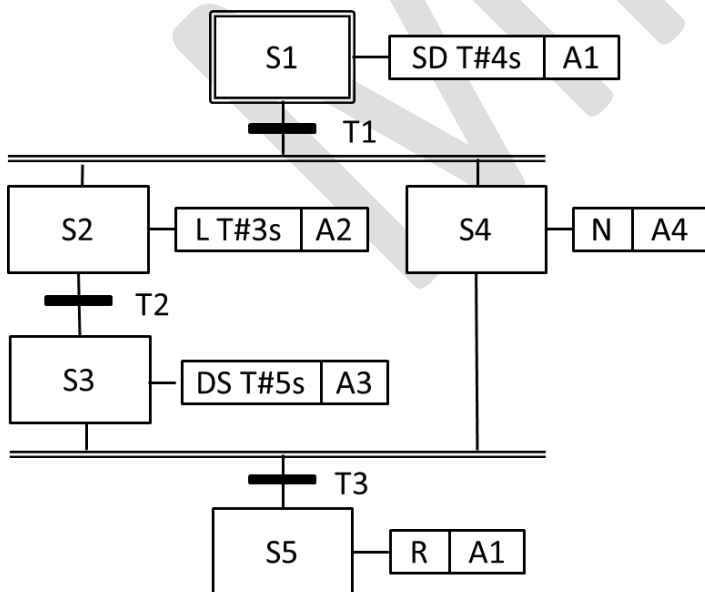 S1 SD T#4s A1
T1
S2 L T#3s A2 S4 N A4
T2
S3 DS T#5s A3
T3
S5 R A1